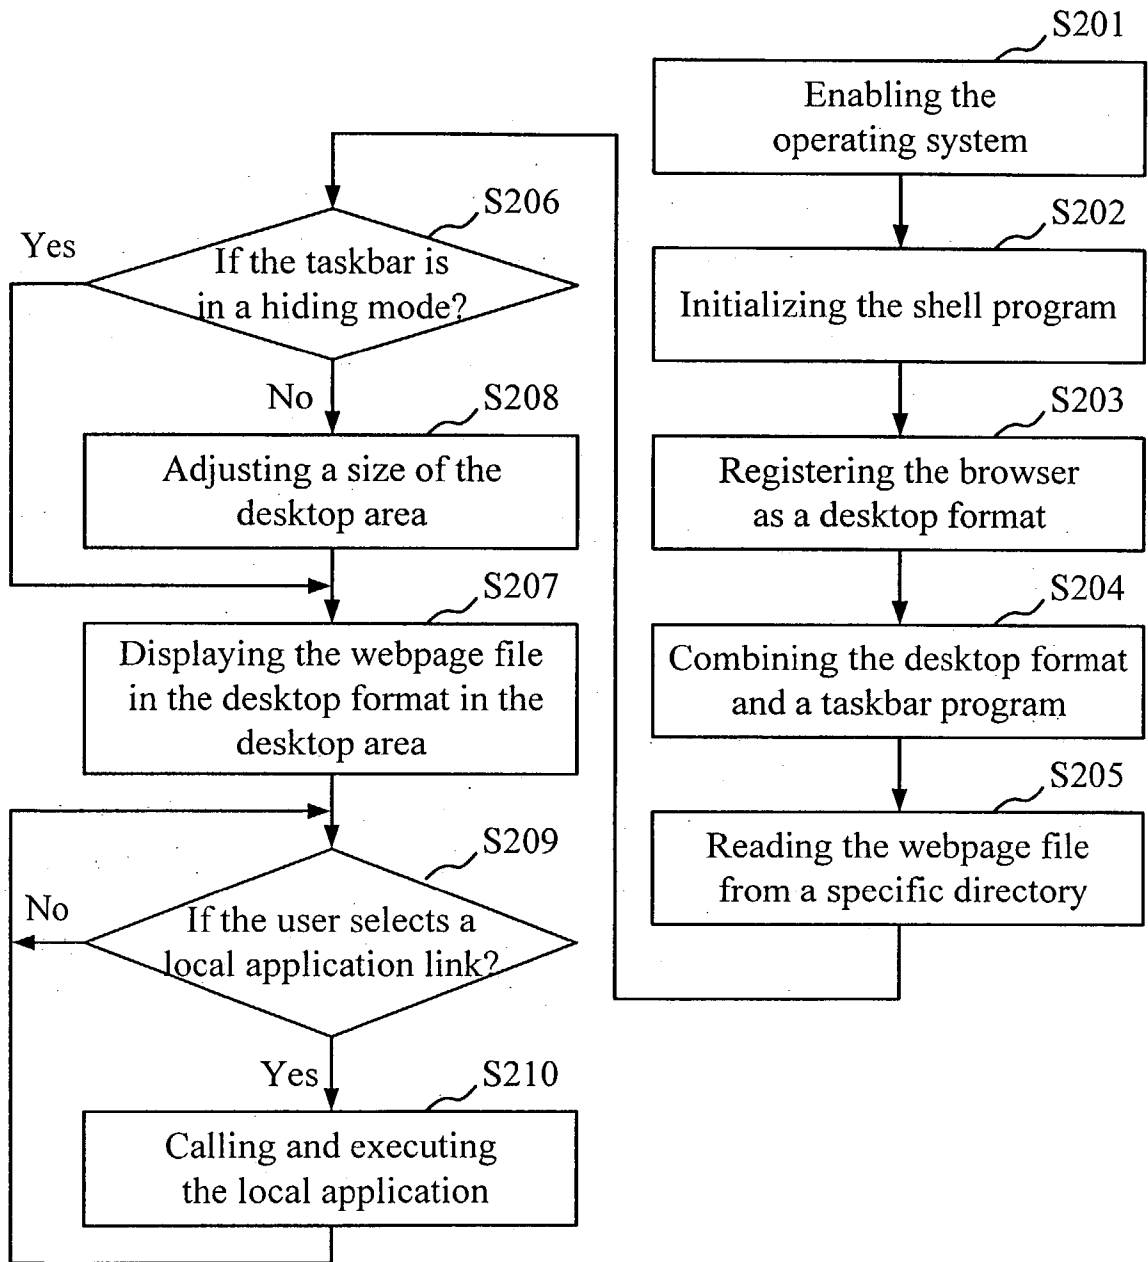 S201
Enabling the
operating system
S202
Initializing the shell program
S203
Registering the browser
as a desktop format
S204
Combining the desktop format
and a taskbar program
S205
Reading the webpage file
from a specific directory
S206
If the taskbar is
in a hiding mode?
Yes
No
S208
Adjusting a size of the
desktop area
S207
Displaying the webpage file
in the desktop format in the
desktop area
S209
If the user selects a
local application link?
No
Yes
S210
Calling and executing
the local application